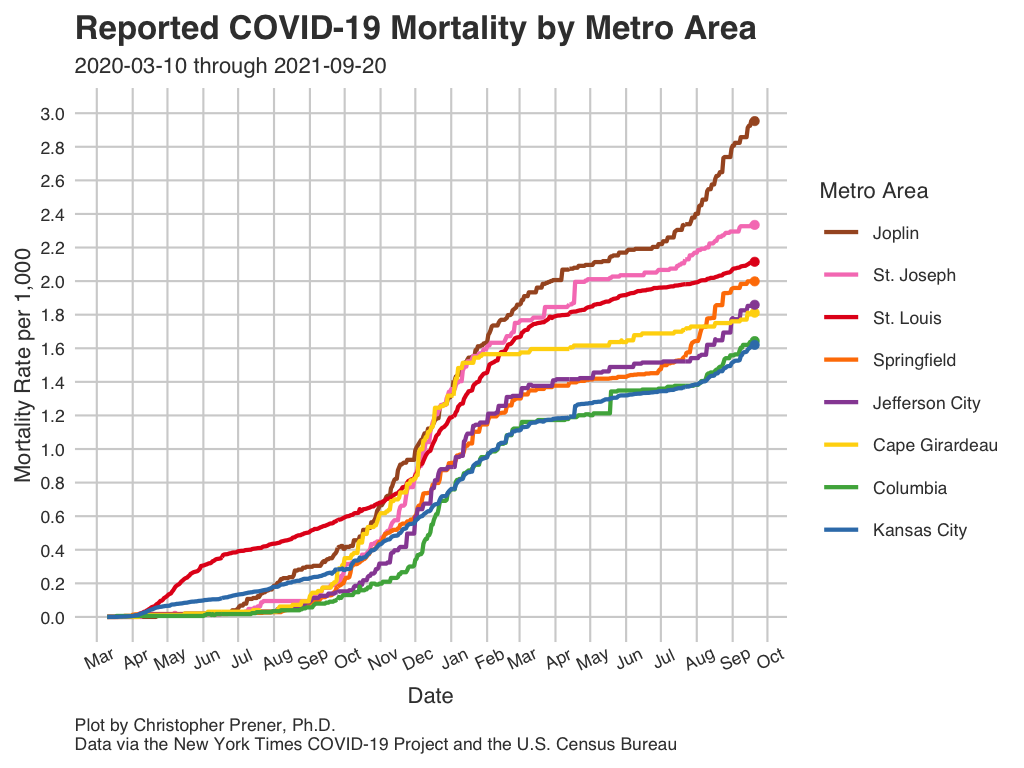 Reported COVID-19 Mortality by Metro Area
2020-03-10 through 2021-09-20
Mortality Rate per 1,000
3.0
2.8
2.6
2.4
2.2
2.0
1.8
1.6
1.4
1.2
1.0
0.8
0.6
0.4
0.2
0.0
Mar Apr May Jun Jul Aug Sep Oct Nov Dec Jan Feb Mar Apr May Jun Jul Aug Sep Oct
Date
Metro Area
Joplin
St. Joseph
St. Louis
Springfield
Jefferson City
Cape Girardeau
Columbia
Kansas City
Plot by Christopher Prener, Ph.D.
Data via the New York Times COVID-19 Project and the U.S. Census Bureau